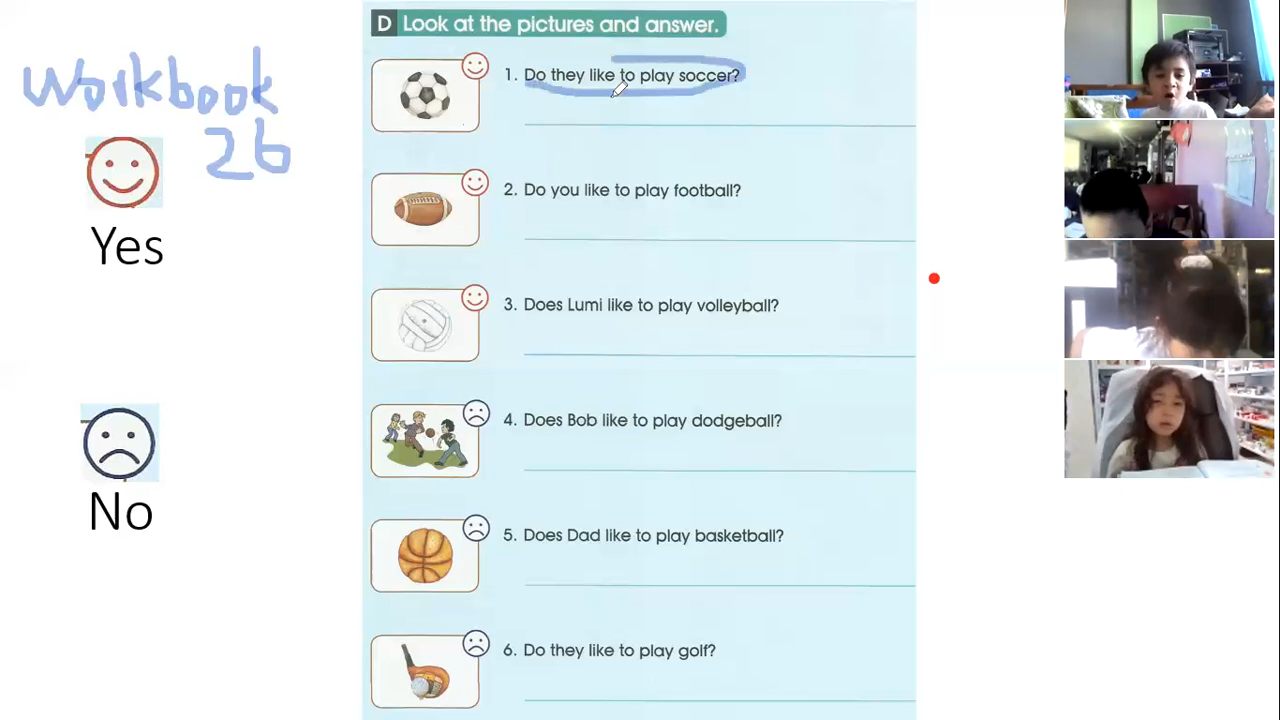 Workbook
26
Yes
No
D Look at the pictures and answer.
1. Do they like to play soccer?
2. Do you like to play football?
3. Does Lumi like to play volleyball?
4. Does Bob like to play dodgeball?
5. Does Dad like to play basketball?
6. Do they like to play golf?